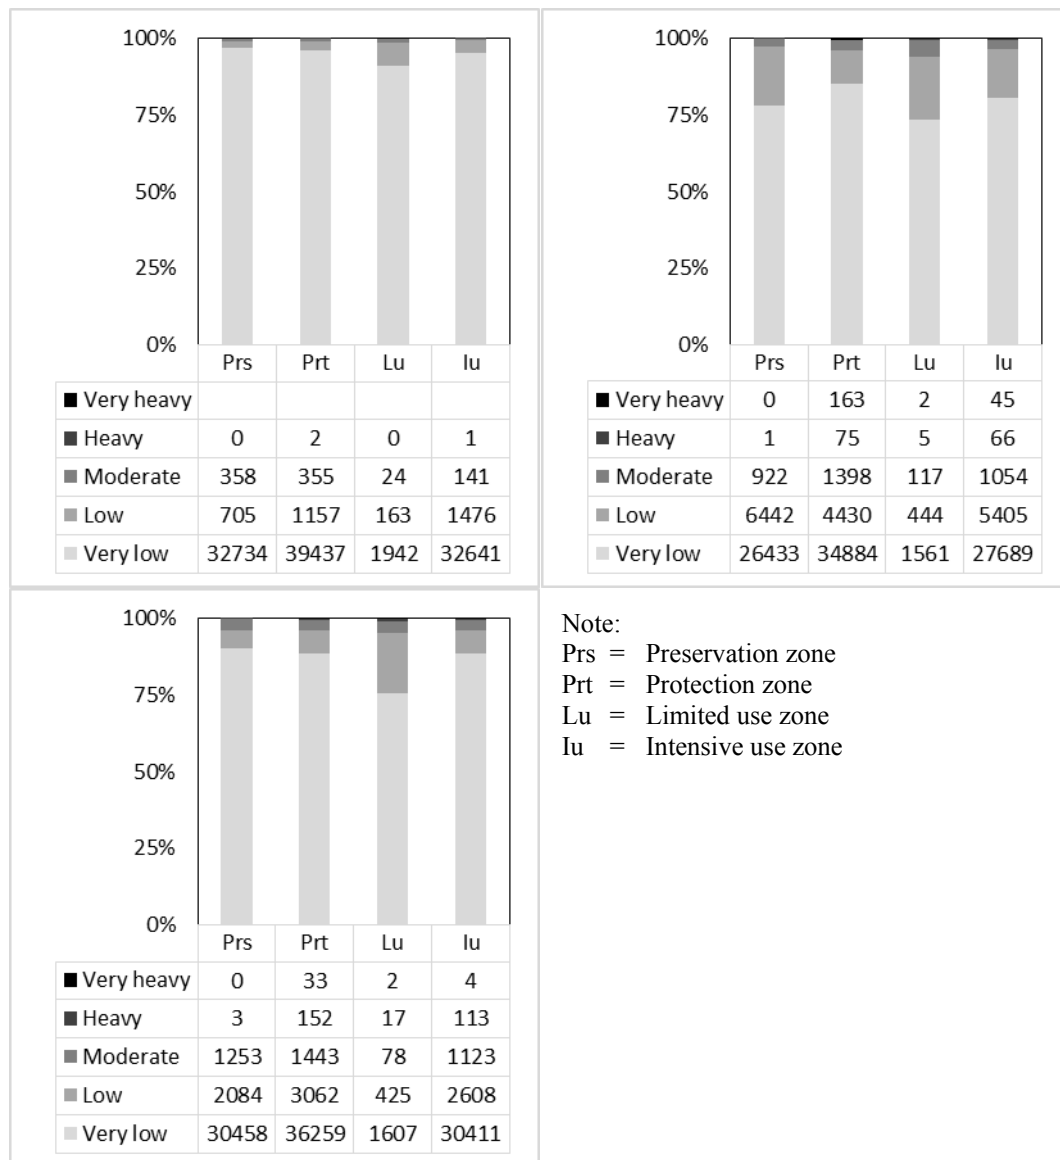 100%
75%
50%
25%
0%
Prs Prt Lu Iu
Very heavy
Heavy 0 2 0 1
Moderate 358 355 24 141
Low 705 1157 163 1476
Very low 32734 39437 1942 32641
100%
75%
50%
25%
0%
Prs Prt Lu Iu
Very heavy 0 163 2 45
Heavy 1 75 5 66
Moderate 922 1398 117 1054
Low 6442 4430 444 5405
Very low 26433 34884 1561 27689
100%
75%
50%
25%
0%
Prs Prt Lu Iu
Very heavy 0 33 2 4
Heavy 3 152 17 113
Moderate 1253 1443 78 1123
Low 2084 3062 425 2608
Very low 30458 36259 1607 30411
Note:
Prs = Preservation zone
Prt = Protection zone
Lu = Limited use zone
Iu = Intensive use zone